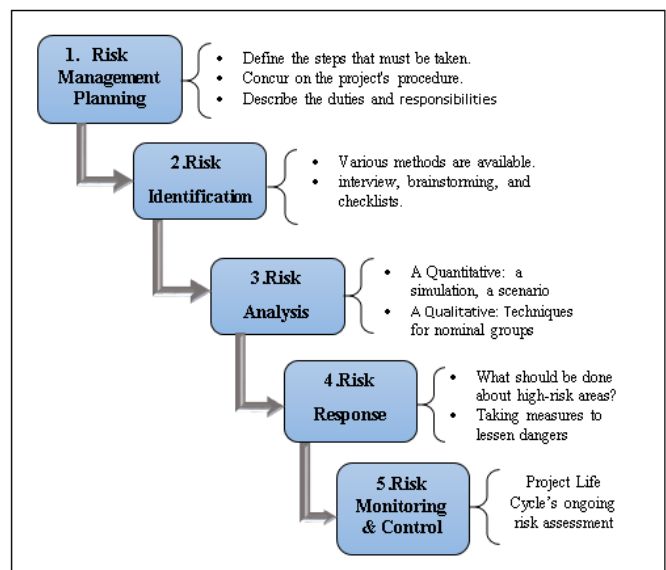 1. Risk
Management
Planning
• Define the steps that must be taken.
• Concur on the project's procedure.
• Describe the duties and responsibilities
2.Risk
Identification
• Various methods are available.
• interview, brainstorming, and
checklists.
3.Risk
Analysis
• A Quantitative: a
simulation, a scenario
• A Qualitative: Techniques
for nominal groups
4.Risk
Response
• What should be done
about high-risk areas?
• Taking measures to
lessen dangers
5.Risk
Monitoring
& Control
Project Life
Cycle's ongoing
risk assessment